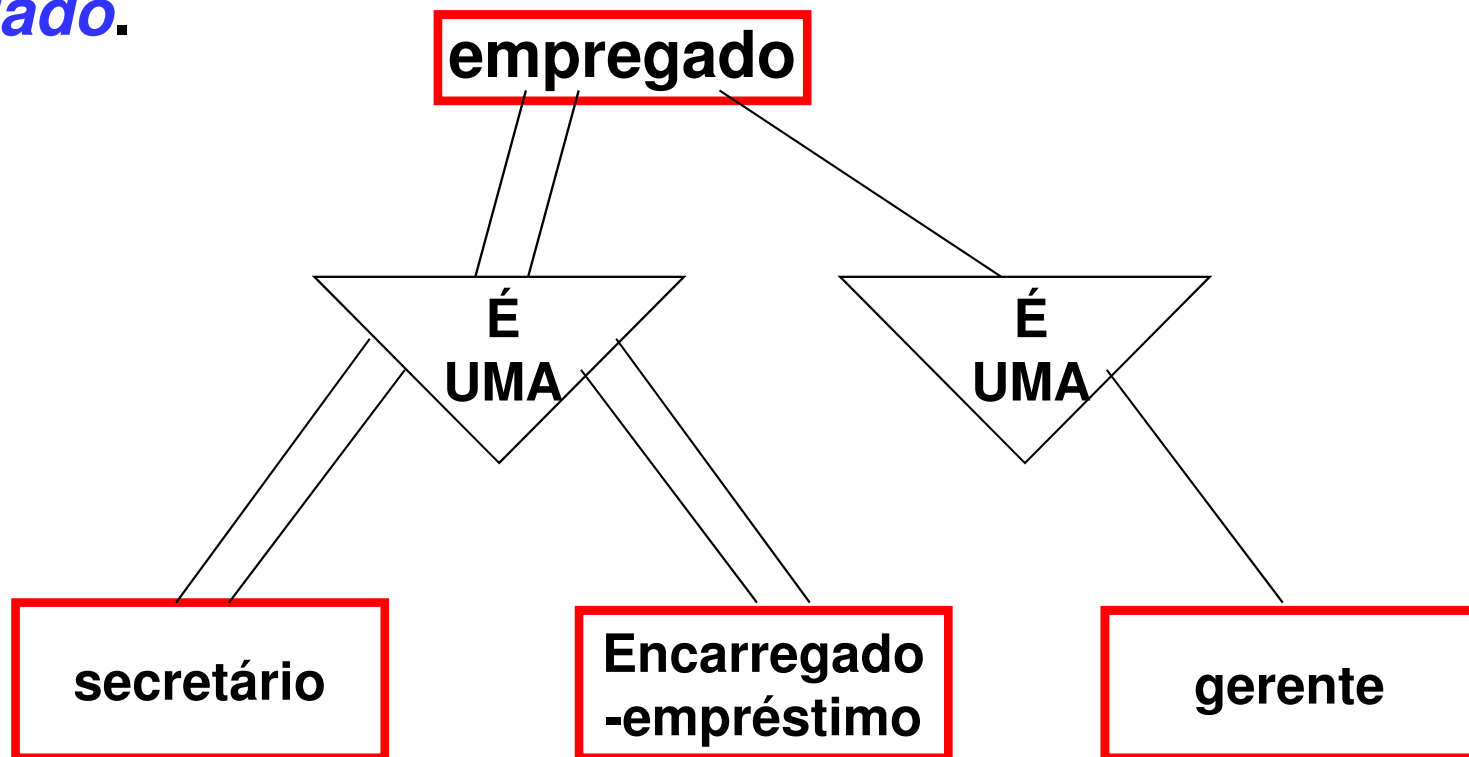 ado.
empregado
É
UMA
É
UMA
secretário
Encarregado
-empréstimo
gerente